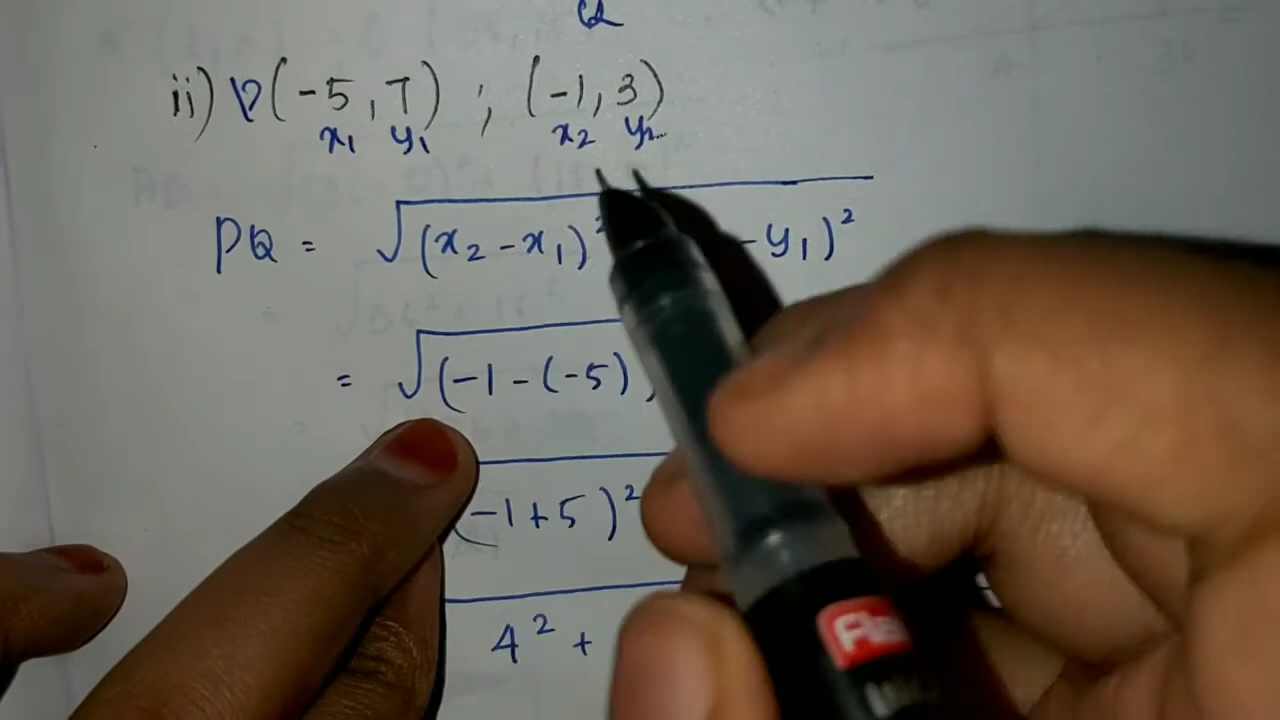 Q
ii) P(-5, 7) ; (-1, 3)
x₁ y₁ x₂ y₂
PQ = √(x₂ - x₁)² - y₁)²
= √(-1 - (-5)
(-1+5)²
4² +